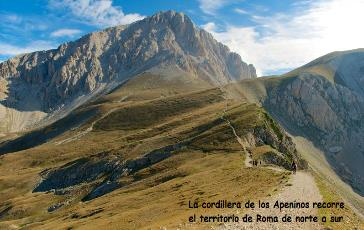 La cordillera de los Apeninos recorre
el territorio de Roma de norte a sur